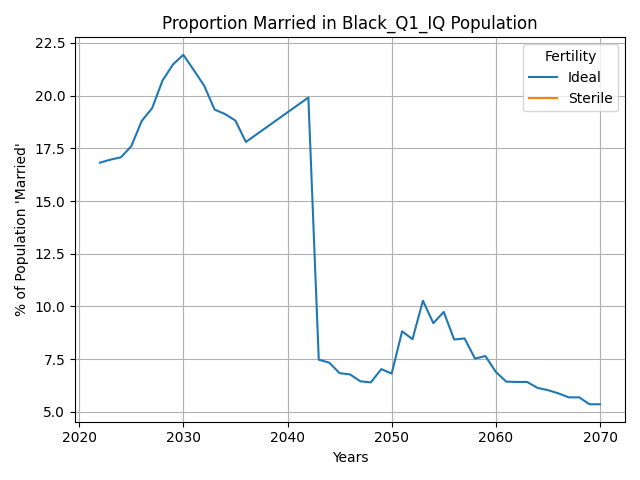 Proportion Married in Black_Q1_IQ Population
22.5
20.0
17.5
15.0
12.5
10.0
7.5
5.0
% of Population 'Married'
Fertility
Ideal
Sterile
2020 2030 2040 2050 2060 2070
Years